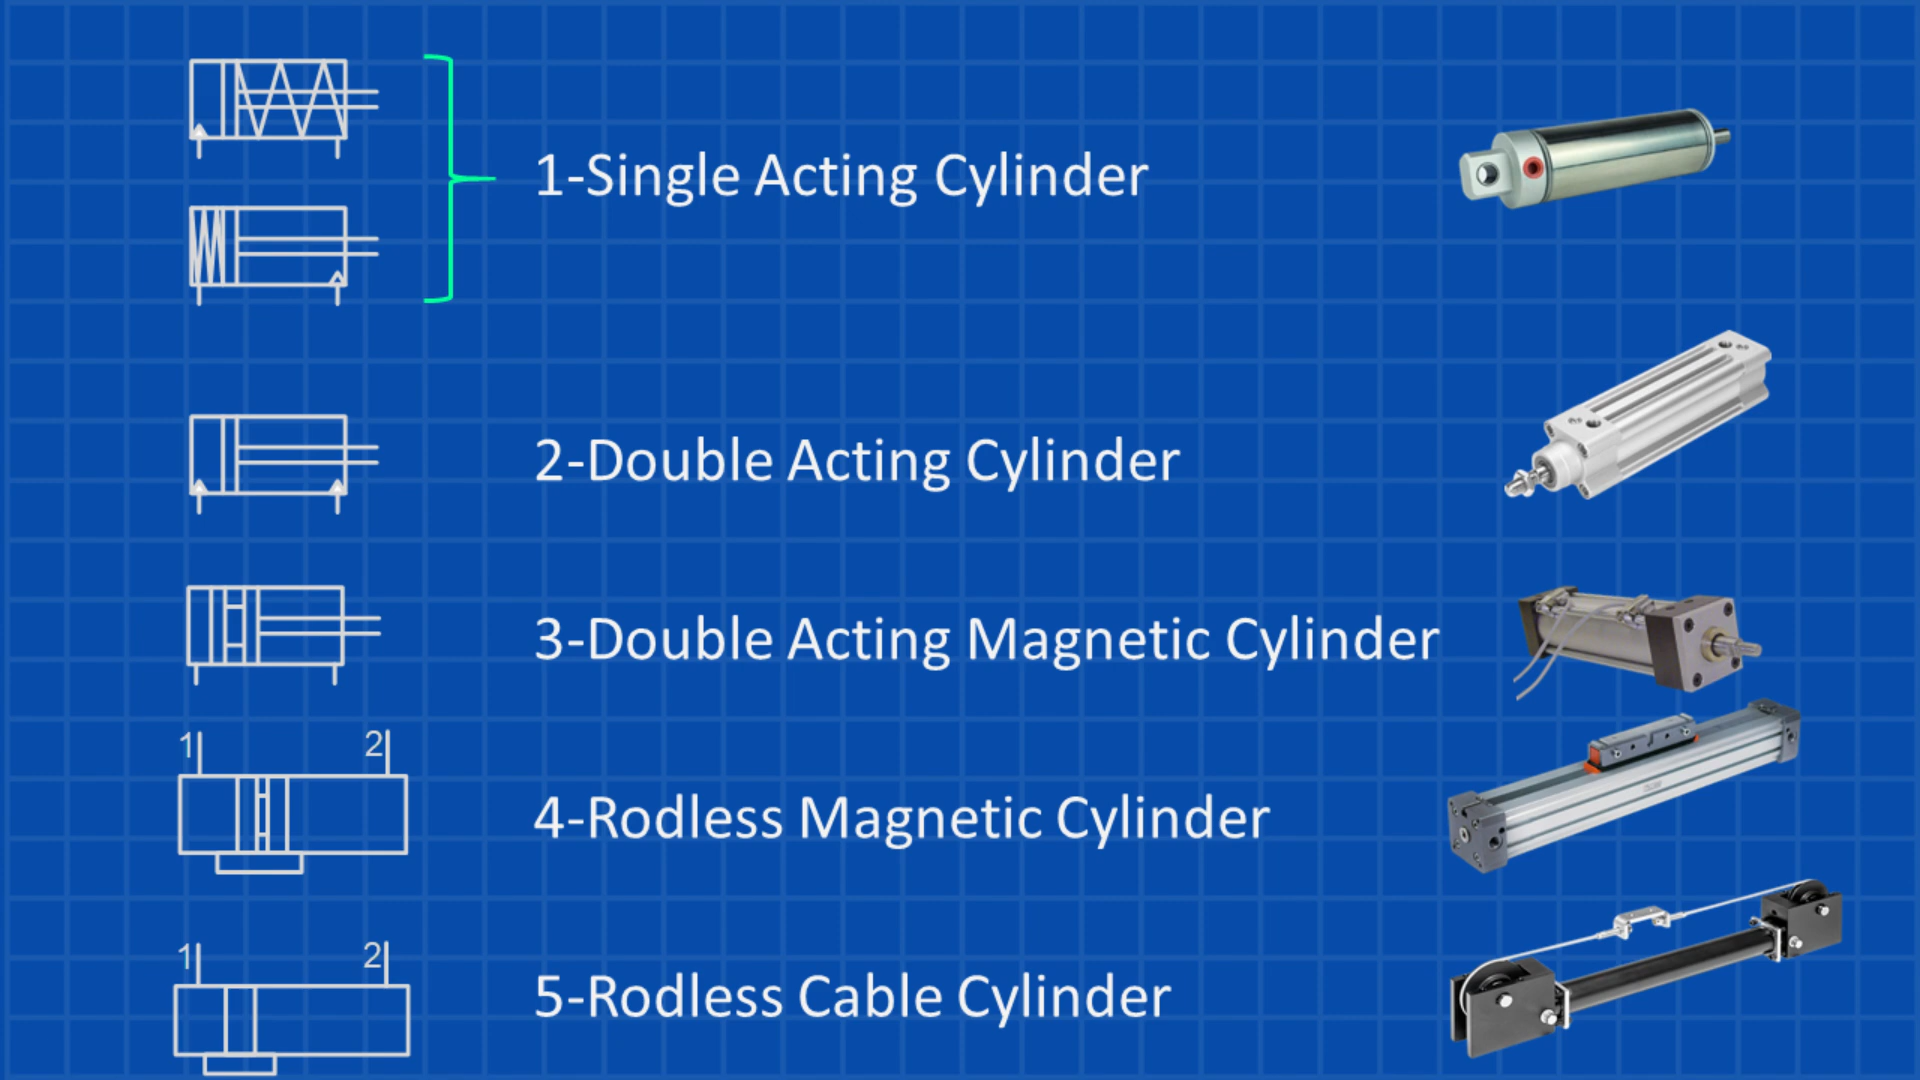 1-Single Acting Cylinder
2-Double Acting Cylinder
3-Double Acting Magnetic Cylinder
1 2
4-Rodless Magnetic Cylinder
1 2
5-Rodless Cable Cylinder